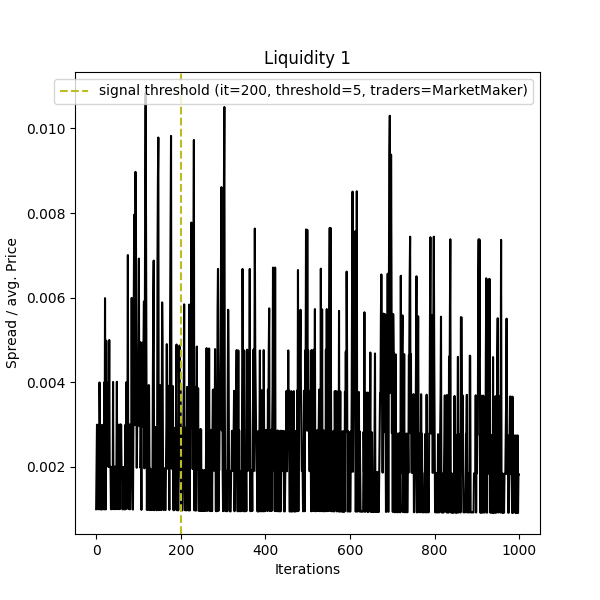 Liquidity 1
signal threshold (it=200, threshold=5, traders=MarketMaker)
Spread / avg. Price
0.010
0.008
0.006
0.004
0.002
0 200 400 600 800 1000
Iterations